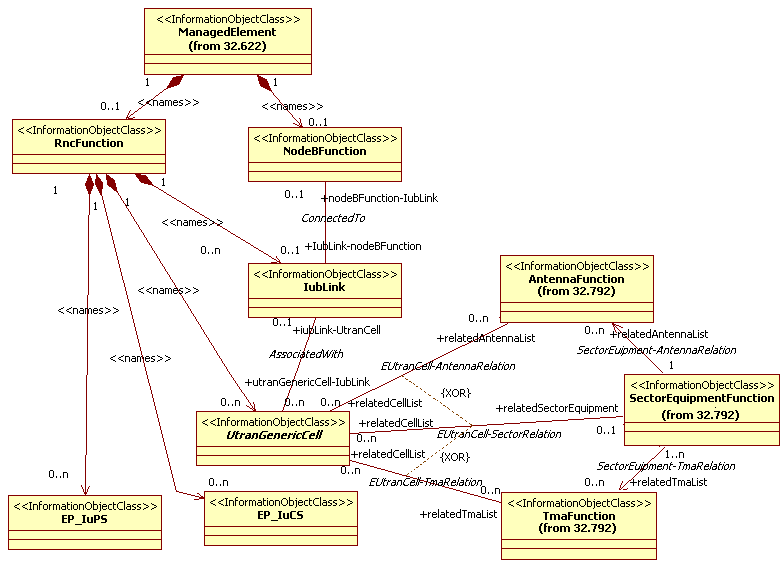 <<InformationObjectClass>>
ManagedElement
(from 32.622)
1
1
<<names>>
<<names>>
0..1
0..1
<<InformationObjectClass>>
RncFunction
<<InformationObjectClass>>
NodeBFunction
1
1
1
1
0..1
+nodeBFunction-IubLink
ConnectedTo
<<names>>
0..n
0..1
+IubLink-nodeBFunction
<<InformationObjectClass>>
IubLink
<<InformationObjectClass>>
AntennaFunction
(from 32.792)
<<names>>
<<names>>
0..1
+iubLink-UtranCell
0..n
0..n
+relatedAntennaList
+relatedAntennaList
AssociatedWith
SectorEuipment-AntennaRelation
<<names>>
EUtranCell-AntennaRelation
1
+utranGenericCell-IubLink
{XOR}
<<InformationObjectClass>>
SectorEquipmentFunction
(from 32.792)
0..n
0..n
0..n
+relatedCellList
+relatedSectorEquipment
<<InformationObjectClass>>
UtranGenericCell
+relatedCellList
0..n
EUtranCell-SectorRelation
0..1
+relatedCellList
{XOR}
1..n
0..n
SectorEuipment-TmaRelation
0..n
EUtranCell-TmaRelation
0..n
0..n
+relatedTmaList
0..n
<<InformationObjectClass>>
EP_IuPS
<<InformationObjectClass>>
EP_IuCS
+relatedTmaList
<<InformationObjectClass>>
TmaFunction
(from 32.792)